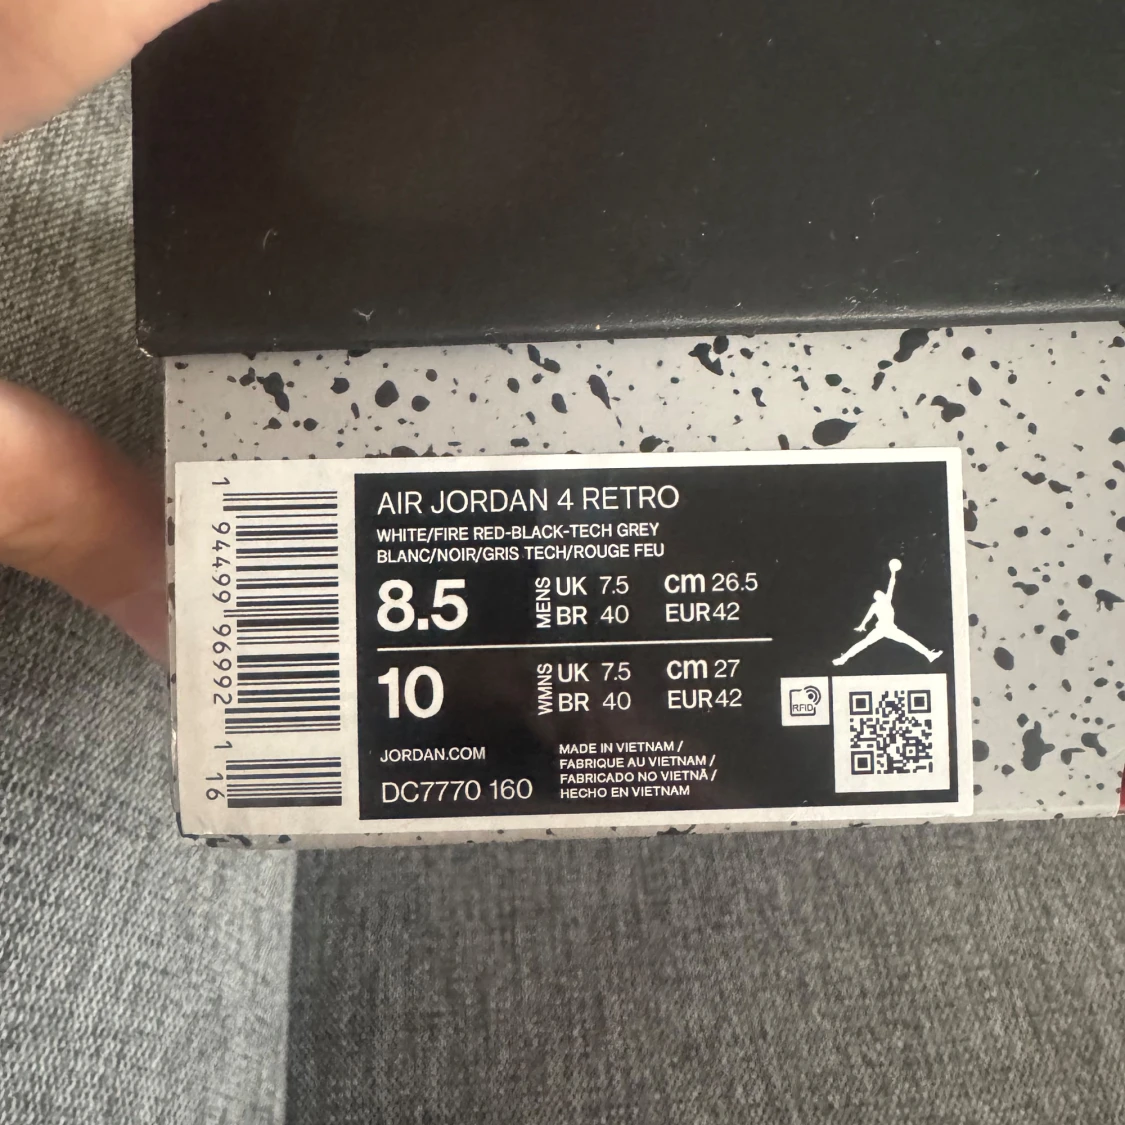 1 94499 96992 1 16
AIR JORDAN 4 RETRO
WHITE/FIRE RED-BLACK-TECH GREY
BLANC/NOIR/GRIS TECH/ROUGE FEU
8.5 MENS UK 7.5 cm 26.5
BR 40 EUR 42
10 WMNS UK 7.5 cm 27
BR 40 EUR 42
RFID
JORDAN.COM
DC7770 160
MADE IN VIETNAM /
FABRIQUE AU VIETNAM /
FABRICADO NO VIETNÃ /
HECHO EN VIETNAM